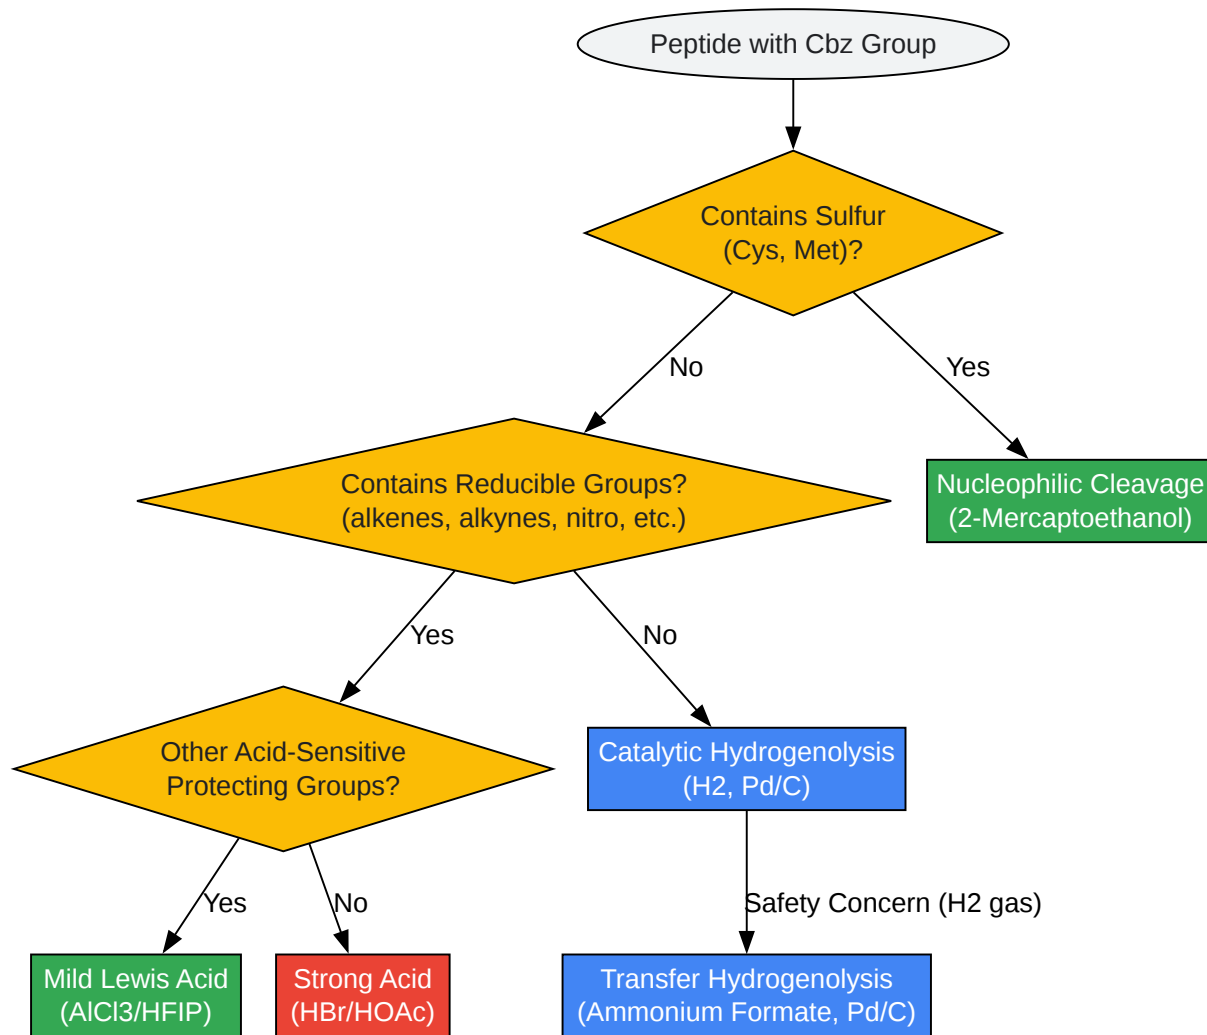 Peptide with Cbz Group
Contains Sulfur
(Cys, Met)?
No
Yes
Contains Reducible Groups?
(alkenes, alkynes, nitro, etc.)
Nucleophilic Cleavage
(2-Mercaptoethanol)
Yes
No
Other Acid-Sensitive
Protecting Groups?
Catalytic Hydrogenolysis
(H2, Pd/C)
Yes
No
Safety Concern (H2 gas)
Mild Lewis Acid
(AlCl3/HFIP)
Strong Acid
(HBr/HOAc)
Transfer Hydrogenolysis
(Ammonium Formate, Pd/C)